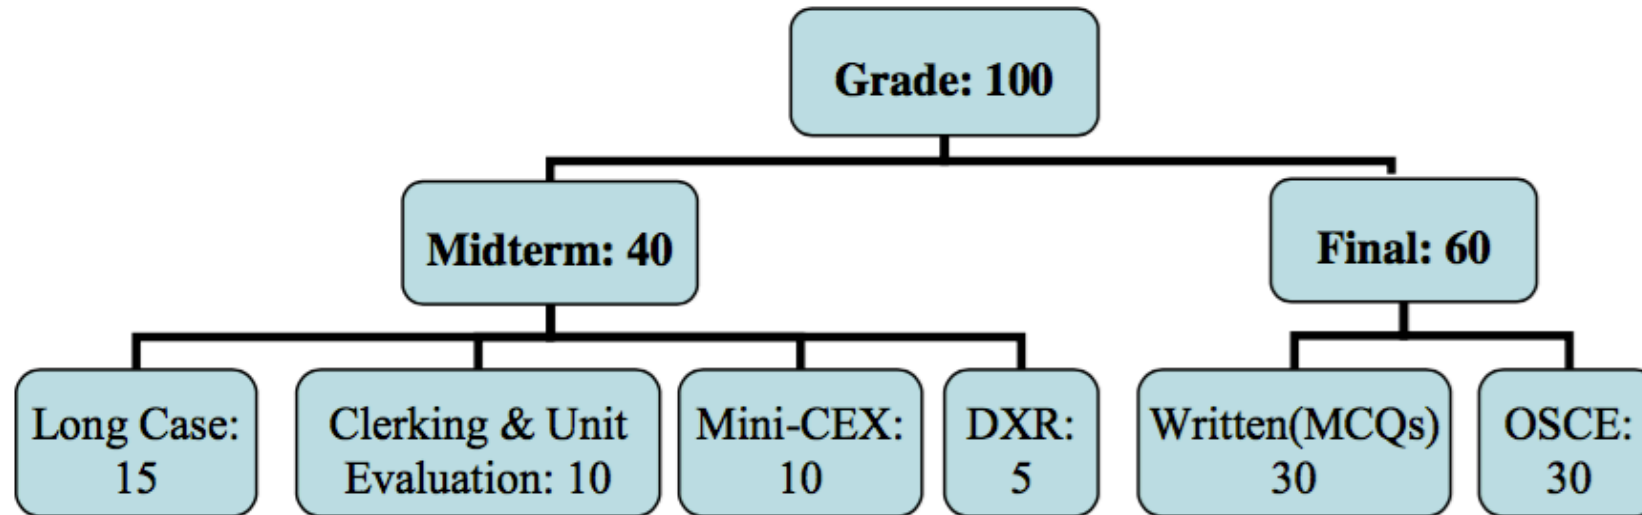 Grade: 100
Midterm: 40
Final: 60
Long Case:
15
Clerking & Unit
Evaluation: 10
Mini-CEX:
10
DXR:
5
Written(MCQs)
30
OSCE:
30